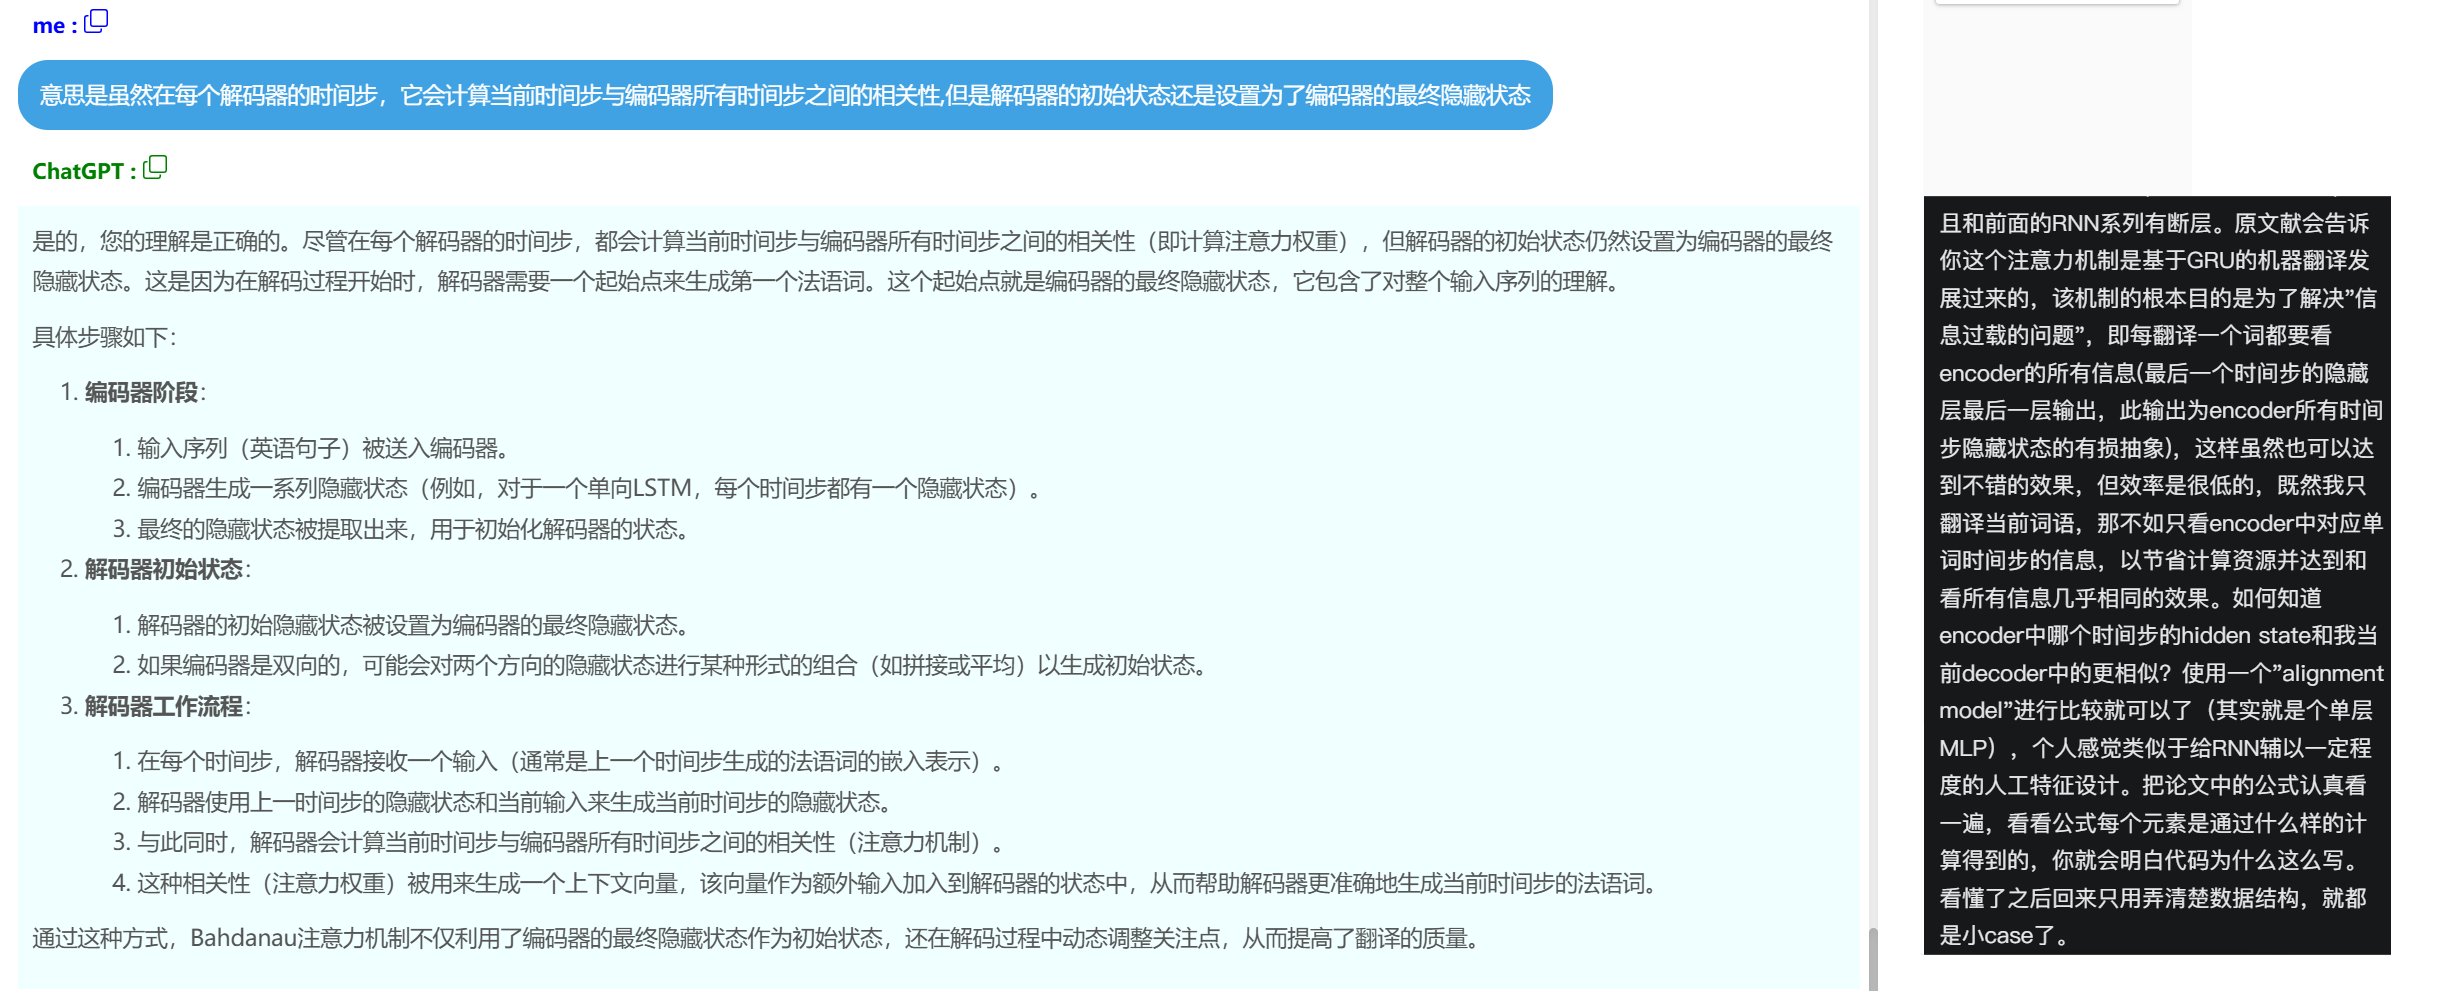 me :
意思是虽然在每个解码器的时间步，它会计算当前时间步与编码器所有时间步之间的相关性,但是解码器的初始状态还是设置为了编码器的最终隐藏状态
ChatGPT :
是的，您的理解是正确的。尽管在每个解码器的时间步，都会计算当前时间步与编码器所有时间步之间的相关性（即计算注意力权重），但解码器的初始状态仍然设置为编码器的最终
隐藏状态。这是因为在解码过程开始时，解码器需要一个起始点来生成第一个法语词。这个起始点就是编码器的最终隐藏状态，它包含了对整个输入序列的理解。
具体步骤如下：
1. 编码器阶段：
1. 输入序列（英语句子）被送入编码器。
2. 编码器生成一系列隐藏状态（例如，对于一个单向LSTM，每个时间步都有一个隐藏状态）。
3. 最终的隐藏状态被提取出来，用于初始化解码器的状态。
2. 解码器初始状态：
1. 解码器的初始隐藏状态被设置为编码器的最终隐藏状态。
2. 如果编码器是双向的，可能会对两个方向的隐藏状态进行某种形式的组合（如拼接或平均）以生成初始状态。
3. 解码器工作流程：
1. 在每个时间步，解码器接收一个输入（通常是上一个时间步生成的法语词的嵌入表示）。
2. 解码器使用上一时间步的隐藏状态和当前输入来生成当前时间步的隐藏状态。
3. 与此同时，解码器会计算当前时间步与编码器所有时间步之间的相关性（注意力机制）。
4. 这种相关性（注意力权重）被用来生成一个上下文向量，该向量作为额外输入加入到解码器的状态中，从而帮助解码器更准确地生成当前时间步的法语词。
通过这种方式，Bahdanau注意力机制不仅利用了编码器的最终隐藏状态作为初始状态，还在解码过程中动态调整关注点，从而提高了翻译的质量。
且和前面的RNN系列有断层。原文献会告诉
你这个注意力机制是基于GRU的机器翻译发
展过来的，该机制的根本目的是为了解决”信
息过载的问题”，即每翻译一个词都要看
encoder的所有信息(最后一个时间步的隐藏
层最后一层输出，此输出为encoder所有时间
步隐藏状态的有损抽象)，这样虽然也可以达
到不错的效果，但效率是很低的，既然我只
翻译当前词语，那不如只看encoder中对应单
词时间步的信息，以节省计算资源并达到和
看所有信息几乎相同的效果。如何知道
encoder中哪个时间步的hidden state和我当
前decoder中的更相似？使用一个”alignment
model”进行比较就可以了（其实就是个单层
MLP），个人感觉类似于给RNN辅以一定程
度的人工特征设计。把论文中的公式认真看
一遍，看看公式每个元素是通过什么样的计
算得到的，你就会明白代码为什么这么写。
看懂了之后回来只用弄清楚数据结构，就都
是小case了。